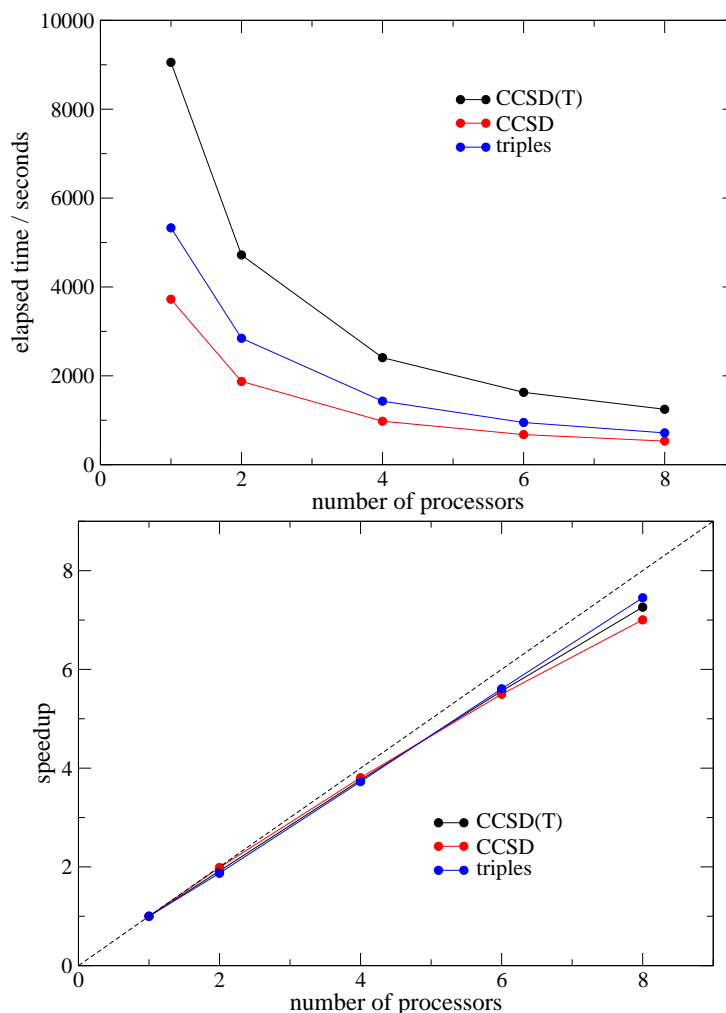 10000
8000
6000
4000
2000
0
elapsed time / seconds
CCSD(T)
CCSD
triples
0
2
4
6
8
number of processors
8
6
4
2
0
speedup
CCSD(T)
CCSD
triples
0
2
4
6
8
number of processors